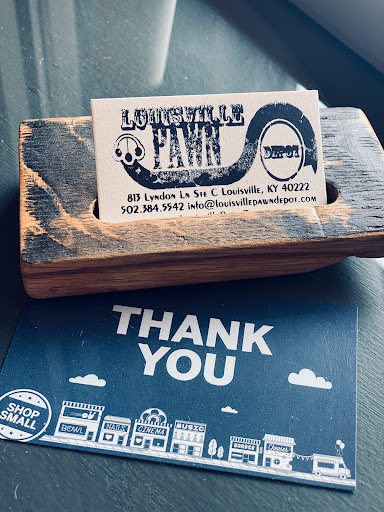 LOUISVILLE
PAWN
DEPOT
813 Lyndon Ln Ste C Louisville, KY 40222
502.384.5542 info@louisvillepawndepot.com
THANK
YOU
SHOP
SMALL
BOWL
NAILS
CINEMA
MUSIC
BURGER